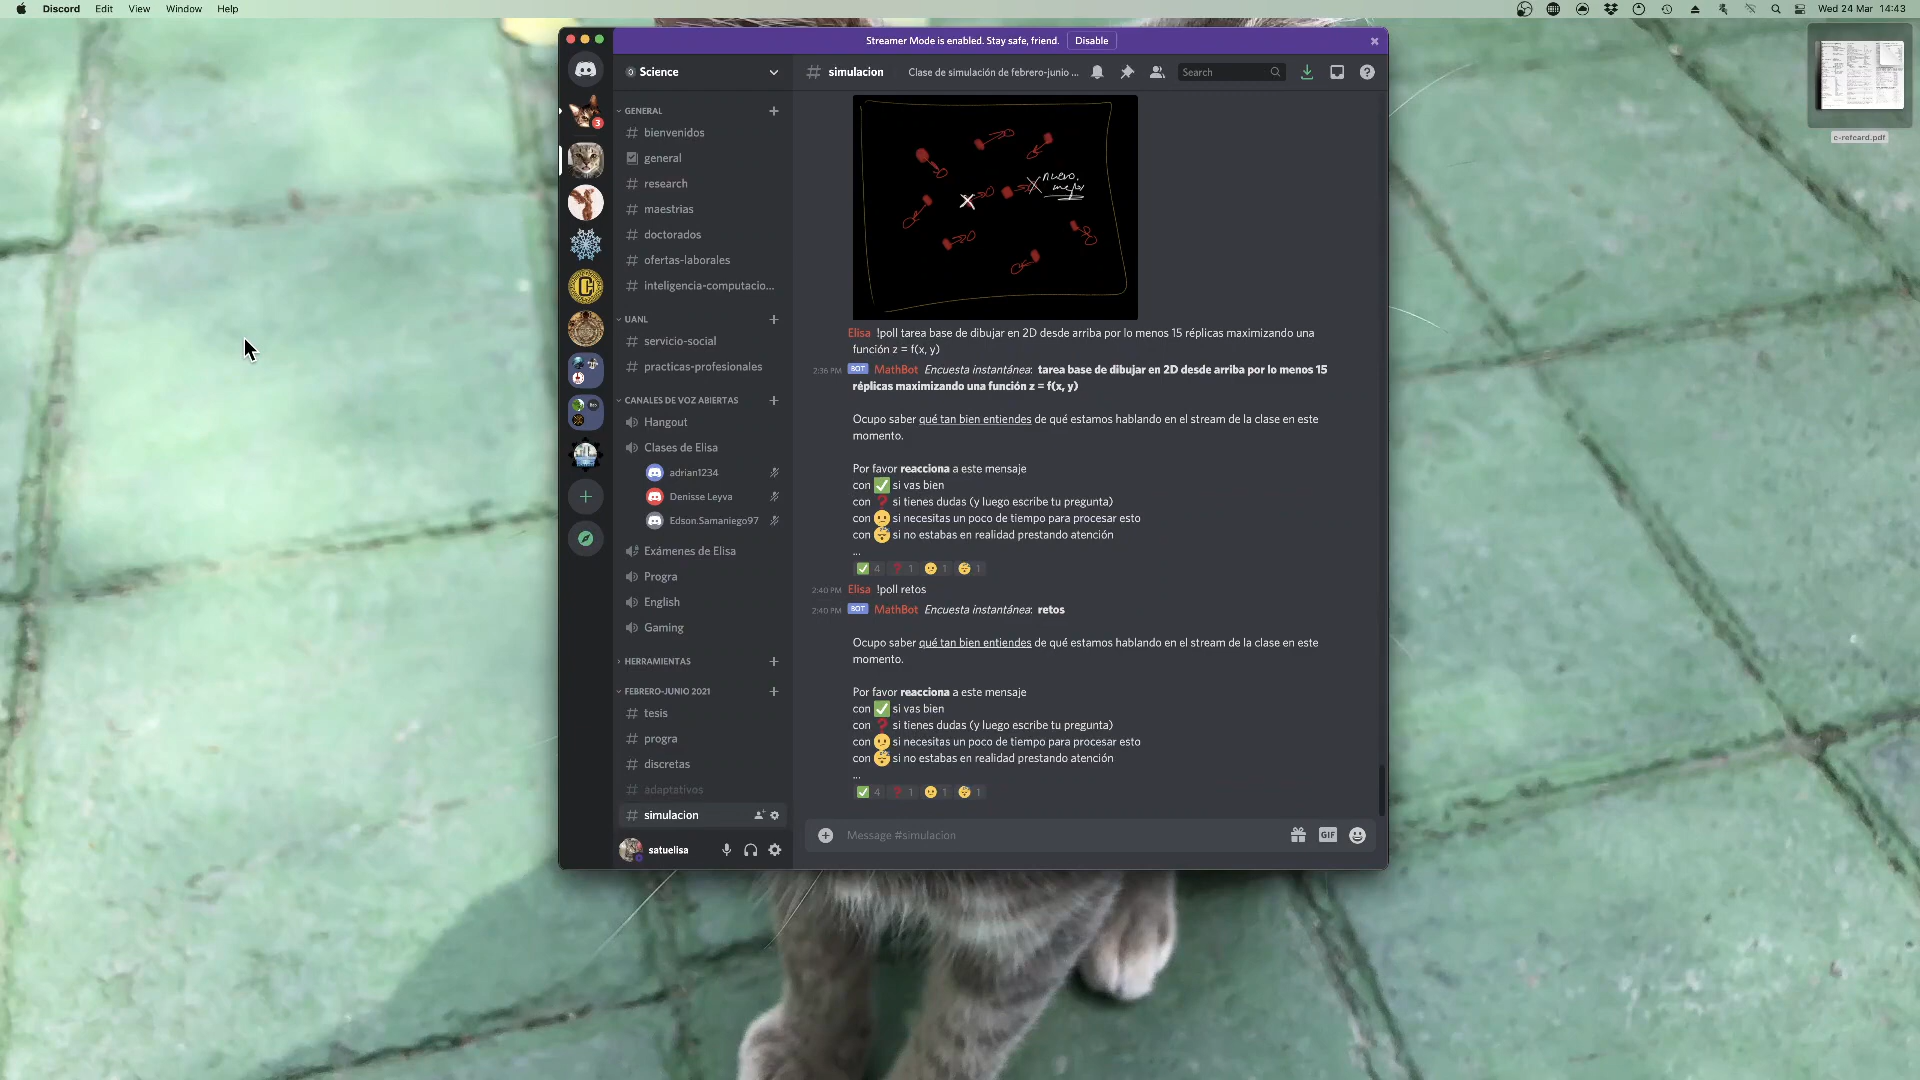 Discord Edit View Window Help
Wed 24 Mar 14:43
c-refcard.pdf
Streamer Mode is enabled. Stay safe, friend. Disable
Science
simulacion
Clase de simulación de febrero-junio ...
Search
3
GENERAL
bienvenidos
general
research
maestrias
doctorados
ofertas-laborales
inteligencia-computacio...
UANL
servicio-social
practicas-profesionales
CANALES DE VOZ ABIERTAS
Hangout
Clases de Elisa
adrian1234
Denisse Leyva
Edson.Samaniego97
Exámenes de Elisa
Progra
English
Gaming
HERRAMIENTAS
FEBRERO-JUNIO 2021
tesis
progra
discretas
adaptativos
simulacion
satuelisa
nuevo
mejor
Elisa !poll tarea base de dibujar en 2D desde arriba por lo menos 15 réplicas maximizando una
función z = f(x, y)
2:36 PM BOT MathBot Encuesta instantánea: tarea base de dibujar en 2D desde arriba por lo menos 15
réplicas maximizando una función z = f(x, y)
Ocupo saber qué tan bien entiendes de qué estamos hablando en el stream de la clase en este
momento.
Por favor reacciona a este mensaje
con ✅ si vas bien
con ❓ si tienes dudas (y luego escribe tu pregunta)
con 😕 si necesitas un poco de tiempo para procesar esto
con 😴 si no estabas en realidad prestando atención
...
✅ 4 ❓ 1 😕 1 😴 1
2:40 PM Elisa !poll retos
2:40 PM BOT MathBot Encuesta instantánea: retos
Ocupo saber qué tan bien entiendes de qué estamos hablando en el stream de la clase en este
momento.
Por favor reacciona a este mensaje
con ✅ si vas bien
con ❓ si tienes dudas (y luego escribe tu pregunta)
con 😕 si necesitas un poco de tiempo para procesar esto
con 😴 si no estabas en realidad prestando atención
...
✅ 4 ❓ 1 😕 1 😴 1
Message #simulacion
GIF